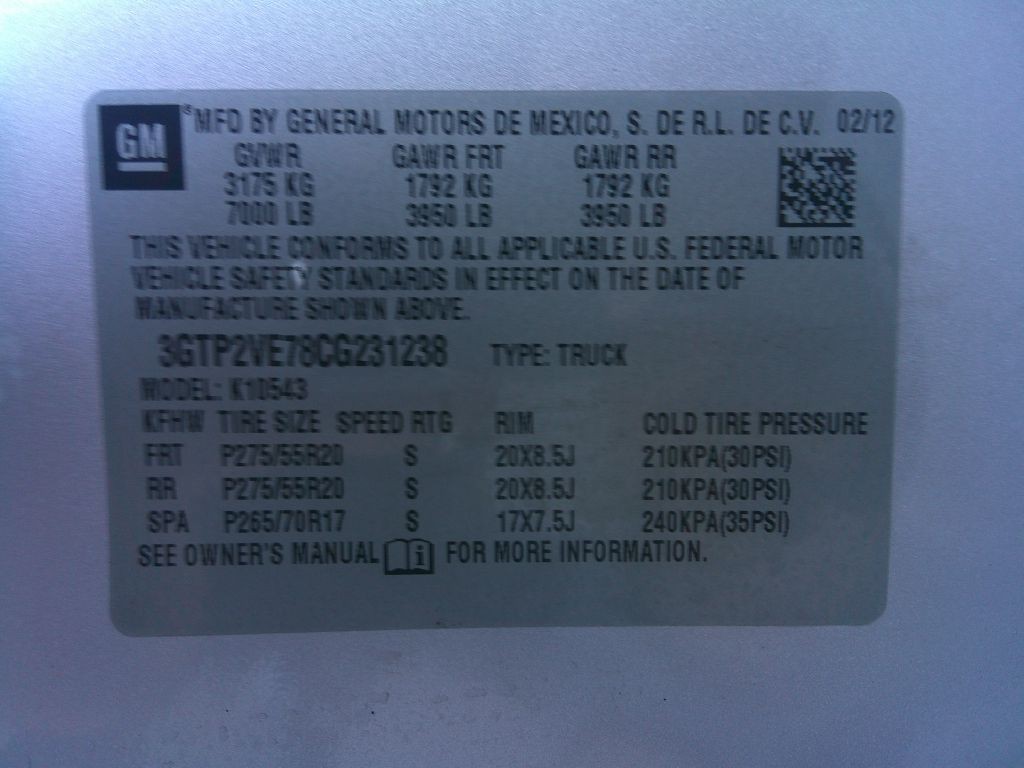 GM ® MFD BY GENERAL MOTORS DE MEXICO, S. DE R.L. DE C.V. 02/12
GVWR GAWR FRT GAWR RR
3175 KG 1792 KG 1792 KG
7000 LB 3950 LB 3950 LB
THIS VEHICLE CONFORMS TO ALL APPLICABLE U.S. FEDERAL MOTOR
VEHICLE SAFETY STANDARDS IN EFFECT ON THE DATE OF
MANUFACTURE SHOWN ABOVE.
3GTP2VE78CG231238 TYPE: TRUCK
MODEL: K10543
KFHW TIRE SIZE SPEED RTG RIM COLD TIRE PRESSURE
FRT P275/55R20 S 20X8.5J 210KPA(30PSI)
RR P275/55R20 S 20X8.5J 210KPA(30PSI)
SPA P265/70R17 S 17X7.5J 240KPA(35PSI)
SEE OWNER'S MANUAL i FOR MORE INFORMATION.